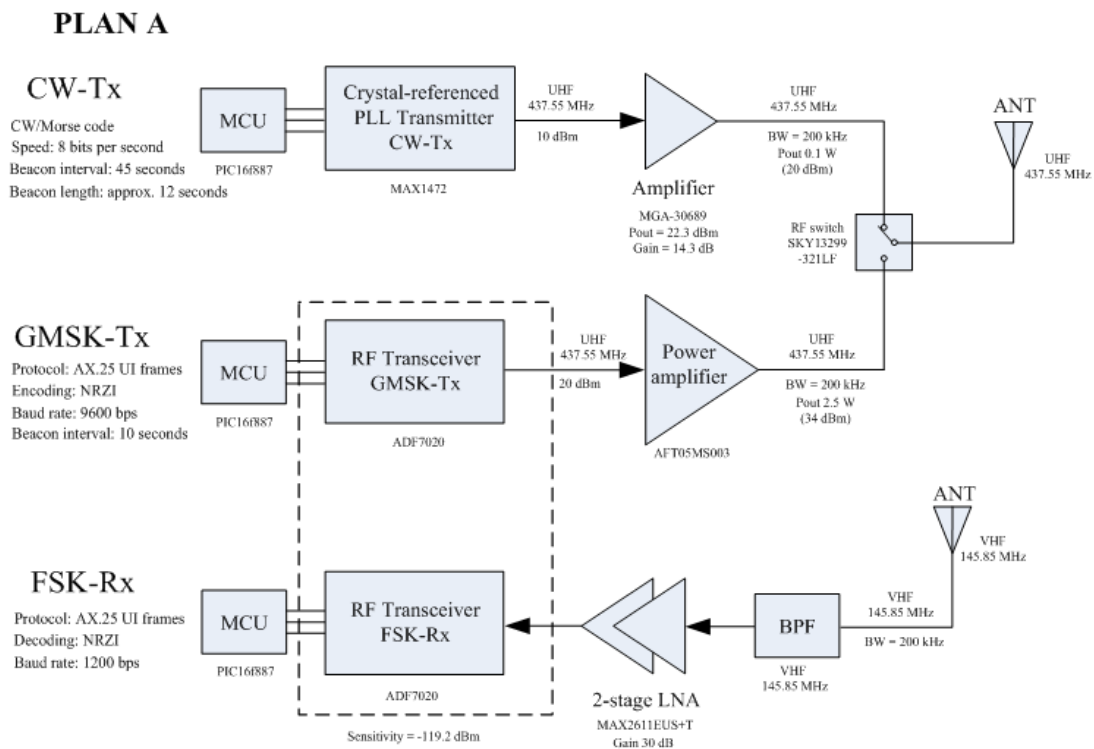 PLAN A
CW-Tx
CW/Morse code
Speed: 8 bits per second
Beacon interval: 45 seconds
Beacon length: approx. 12 seconds
MCU
PIC16f887
Crystal-referenced
PLL Transmitter
CW-Tx
MAX1472
UHF
437.55 MHz
10 dBm
Amplifier
MGA-30689
Pout = 22.3 dBm
Gain = 14.3 dB
UHF
437.55 MHz
BW = 200 kHz
Pout 0.1 W
(20 dBm)
ANT
UHF
437.55 MHz
RF switch
SKY13299
-321LF
GMSK-Tx
Protocol: AX.25 UI frames
Encoding: NRZI
Baud rate: 9600 bps
Beacon interval: 10 seconds
MCU
PIC16f887
RF Transceiver
GMSK-Tx
ADF7020
UHF
437.55 MHz
20 dBm
Power
amplifier
AFT05MS003
UHF
437.55 MHz
BW = 200 kHz
Pout 2.5 W
(34 dBm)
FSK-Rx
Protocol: AX.25 UI frames
Decoding: NRZI
Baud rate: 1200 bps
MCU
PIC16f887
RF Transceiver
FSK-Rx
ADF7020
Sensitivity = -119.2 dBm
2-stage LNA
MAX2611EUS+T
Gain 30 dB
BPF
VHF
145.85 MHz
VHF
145.85 MHz
BW = 200 kHz
ANT
VHF
145.85 MHz